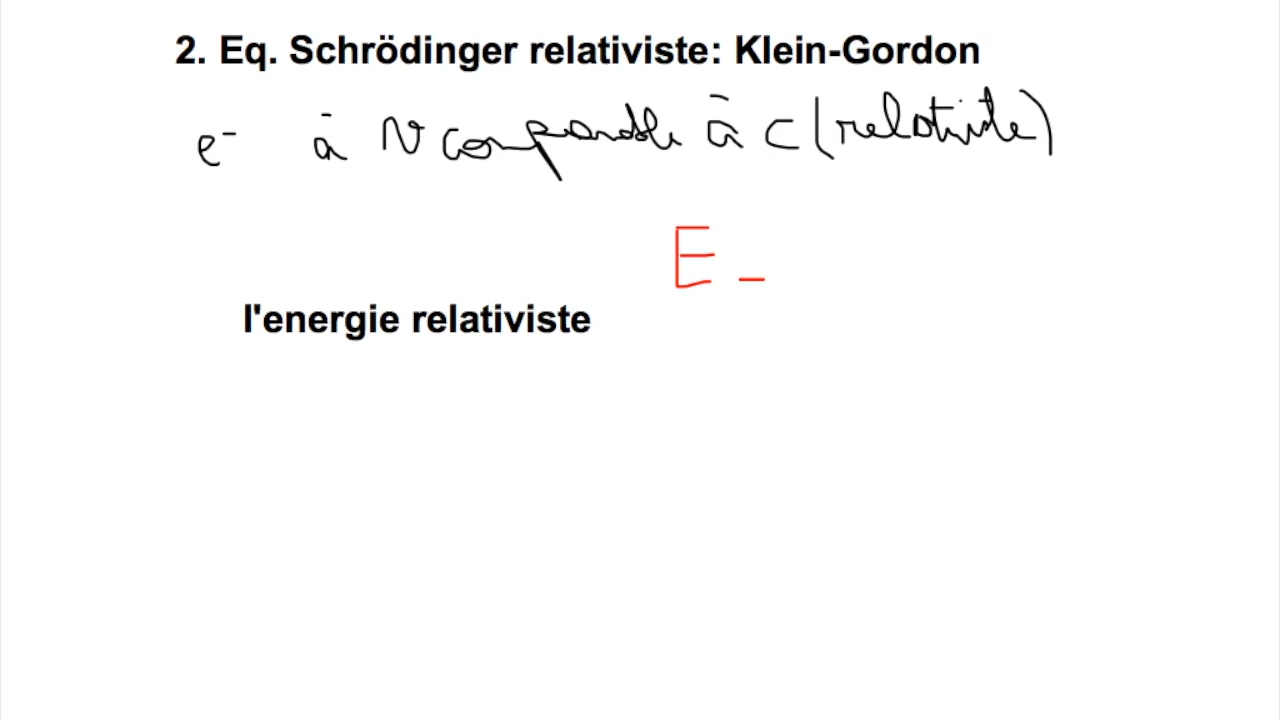 2. Eq. Schrödinger relativiste: Klein-Gordon
e⁻ à v comparable à c (relativiste)
E -
l'energie relativiste